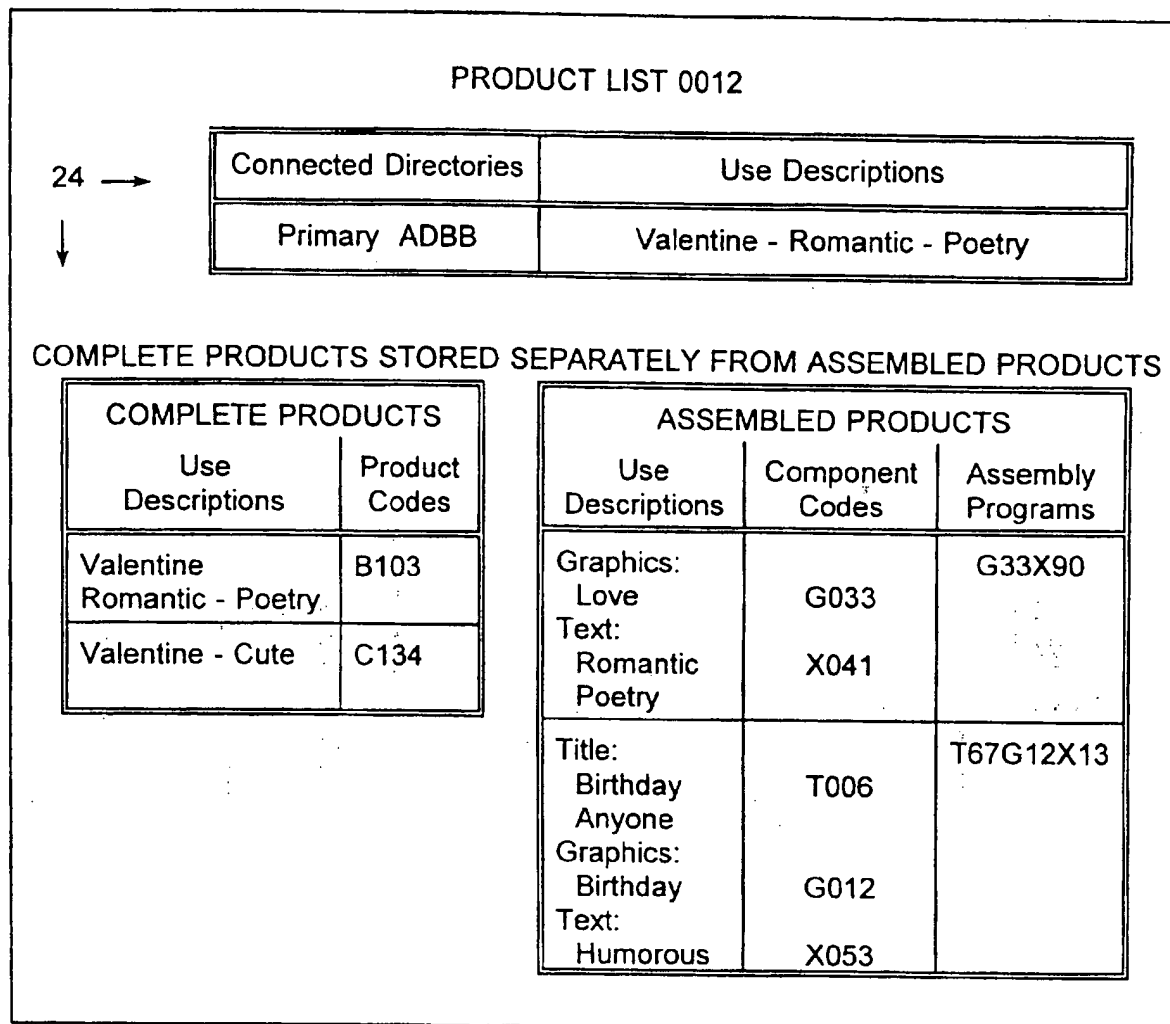 PRODUCT LIST 0012
24
Connected Directories Use Descriptions
Primary ADBB Valentine - Romantic - Poetry
COMPLETE PRODUCTS STORED SEPARATELY FROM ASSEMBLED PRODUCTS
COMPLETE PRODUCTS
Use Product
Descriptions Codes
Valentine B103
Romantic - Poetry
Valentine - Cute C134
ASSEMBLED PRODUCTS
Use Component Assembly
Descriptions Codes Programs
Graphics: G33X90
Love G033
Text:
Romantic X041
Poetry
Title: T67G12X13
Birthday T006
Anyone
Graphics:
Birthday G012
Text:
Humorous X053